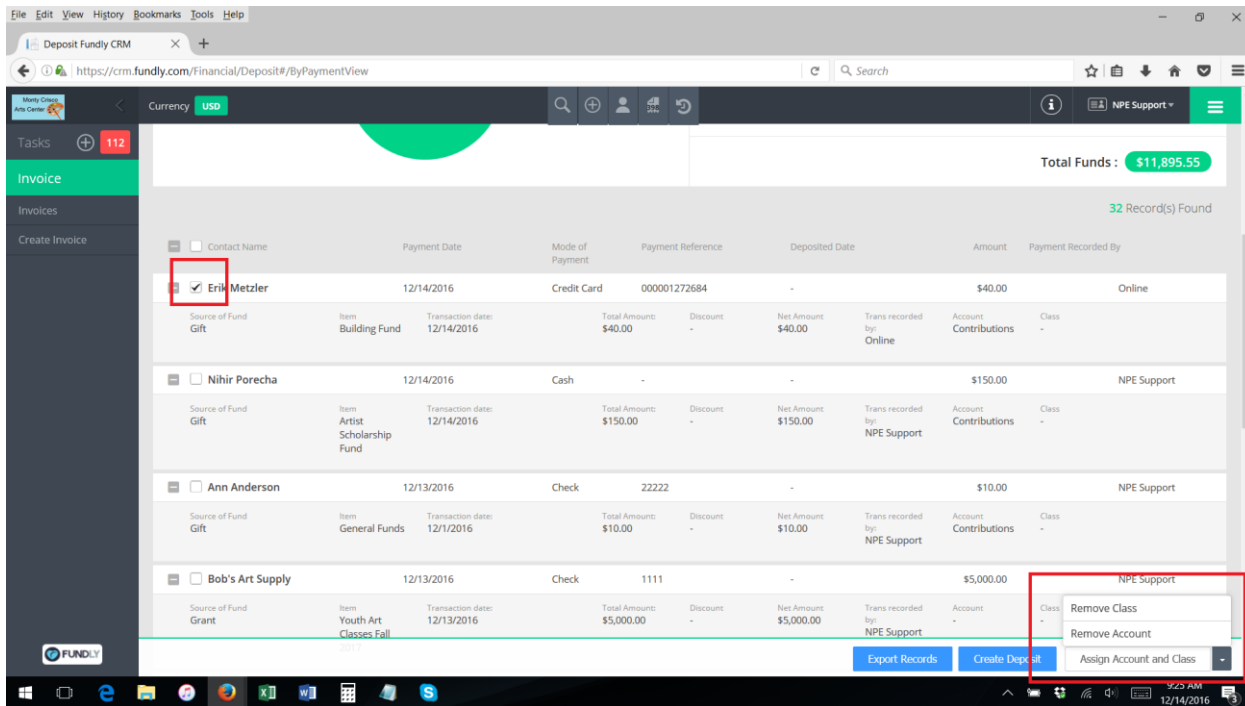 File Edit View History Bookmarks Tools Help
Deposit Fundly CRM
https://crm.fundly.com/Financial/Deposit#/ByPaymentView
Search
Monty Crisco
Arts Center
Currency USD
NPE Support
Tasks 112
Total Funds : $11,895.55
Invoice
Invoices
32 Record(s) Found
Create Invoice
Contact Name Payment Date Mode of Payment Payment Reference Deposited Date Amount Payment Recorded By
Erik Metzler 12/14/2016 Credit Card 000001272684 - $40.00 Online
Source of Fund Item Transaction date: Total Amount: Discount Net Amount Trans recorded by: Account Class
Gift Building Fund 12/14/2016 $40.00 - $40.00 Online Contributions -
Nihir Porecha 12/14/2016 Cash - - $150.00 NPE Support
Source of Fund Item Transaction date: Total Amount: Discount Net Amount Trans recorded by: Account Class
Gift Artist Scholarship Fund 12/14/2016 $150.00 - $150.00 NPE Support Contributions -
Ann Anderson 12/13/2016 Check 22222 - $10.00 NPE Support
Source of Fund Item Transaction date: Total Amount: Discount Net Amount Trans recorded by: Account Class
Gift General Funds 12/1/2016 $10.00 - $10.00 NPE Support Contributions -
Bob's Art Supply 12/13/2016 Check 1111 - $5,000.00 NPE Support
Source of Fund Item Transaction date: Total Amount: Discount Net Amount Trans recorded by: Account Class
Grant Youth Art Classes Fall 2017 12/13/2016 $5,000.00 - $5,000.00 NPE Support - -
Remove Class
Remove Account
FUNDLY
Export Records Create Deposit Assign Account and Class
9:25 AM
12/14/2016
3